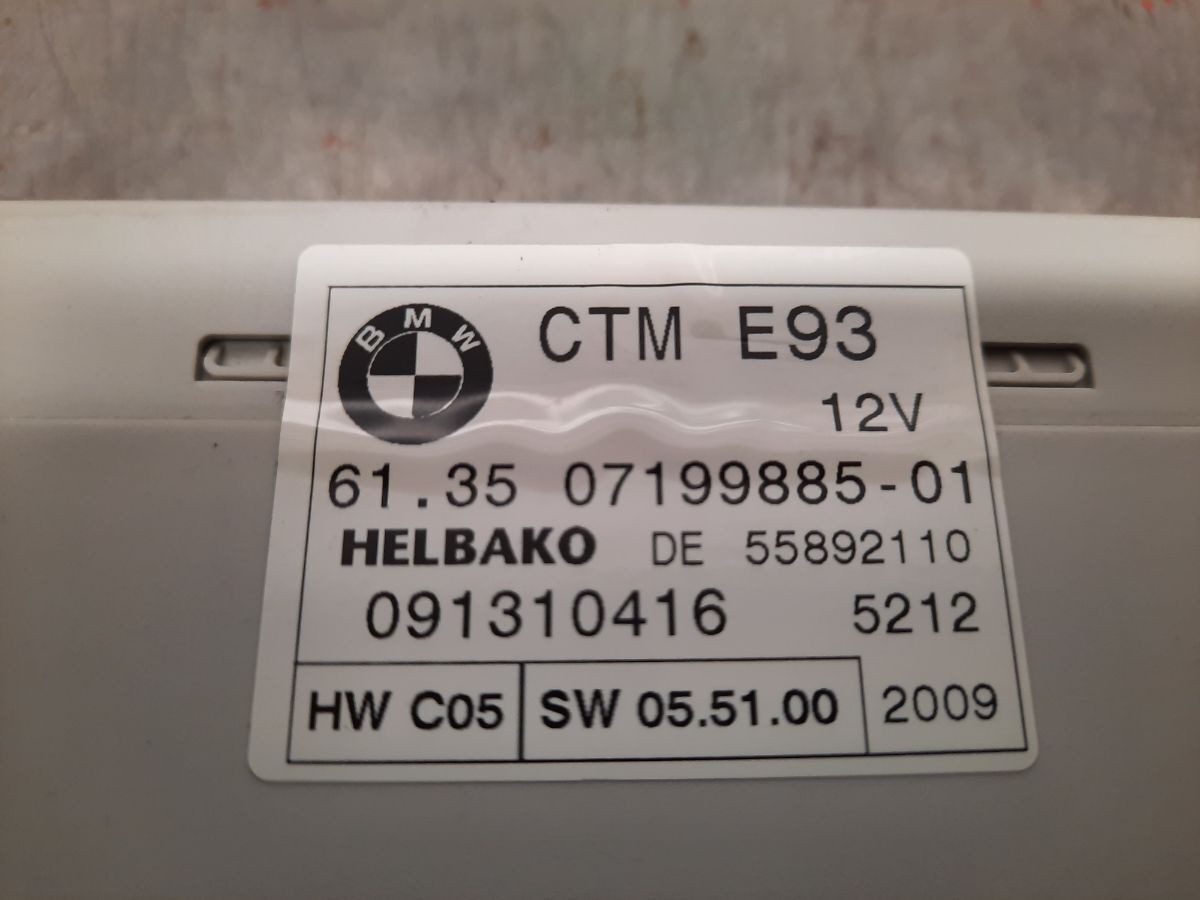 BMW CTM E93
12V
61.35 07199885-01
HELBAKO DE 55892110
091310416 5212
HW C05 SW 05.51.00 2009